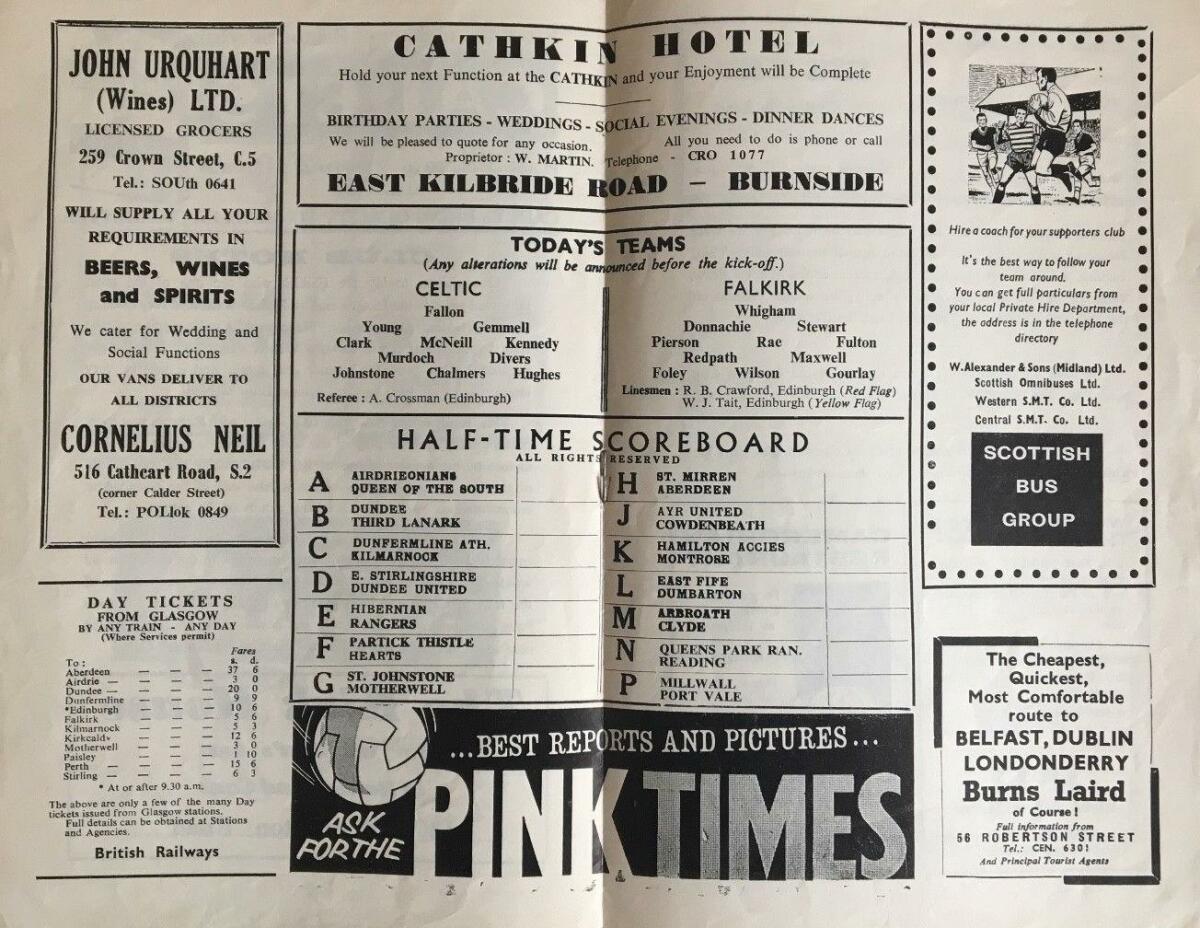 JOHN URQUHART
(Wines) LTD.
LICENSED GROCERS
259 Crown Street, C.5
Tel.: SOUth 0641
WILL SUPPLY ALL YOUR
REQUIREMENTS IN
BEERS, WINES
and SPIRITS
We cater for Wedding and
Social Functions
OUR VANS DELIVER TO
ALL DISTRICTS
CORNELIUS NEIL
516 Cathcart Road, S.2
(corner Calder Street)
Tel.: POLlok 0849
DAY TICKETS
FROM GLASGOW
BY ANY TRAIN - ANY DAY
(Where Services permit)
Fares
To: s. d.
Aberdeen — — — 37 6
Airdrie — — — — 3 0
Dundee — — — — 20 0
Dunfermline — — — 9 9
*Edinburgh — — — 10 6
Falkirk — — — 5 6
Kilmarnock — — — 5 3
Kirkcaldy — — — 12 6
Motherwell — — — 3 0
Paisley — — — 1 10
Perth — — — — 15 6
Stirling — — — — 6 3
* At or after 9.30 a.m.
The above are only a few of the many Day
tickets issued from Glasgow stations.
Full details can be obtained at Stations
and Agencies.
British Railways
CATHKIN HOTEL
Hold your next Function at the CATHKIN and your Enjoyment will be Complete
BIRTHDAY PARTIES - WEDDINGS - SOCIAL EVENINGS - DINNER DANCES
We will be pleased to quote for any occasion. All you need to do is phone or call
Proprietor : W. MARTIN. Telephone - CRO 1077
EAST KILBRIDE ROAD – BURNSIDE
TODAY'S TEAMS
(Any alterations will be announced before the kick-off.)
CELTIC
Fallon
Young Gemmell
Clark McNeill Kennedy
Murdoch Divers
Johnstone Chalmers Hughes
Referee : A. Crossman (Edinburgh)
FALKIRK
Whigham
Donnachie Stewart
Pierson Rae Fulton
Redpath Maxwell
Foley Wilson Gourlay
Linesmen : R. B. Crawford, Edinburgh (Red Flag)
W. J. Tait, Edinburgh (Yellow Flag)
HALF-TIME SCOREBOARD
ALL RIGHTS RESERVED
A AIRDRIEONIANS
QUEEN OF THE SOUTH
B DUNDEE
THIRD LANARK
C DUNFERMLINE ATH.
KILMARNOCK
D E. STIRLINGSHIRE
DUNDEE UNITED
E HIBERNIAN
RANGERS
F PARTICK THISTLE
HEARTS
G ST. JOHNSTONE
MOTHERWELL
H ST. MIRREN
ABERDEEN
J AYR UNITED
COWDENBEATH
K HAMILTON ACCIES
MONTROSE
L EAST FIFE
DUMBARTON
M ARBROATH
CLYDE
N QUEENS PARK RAN.
READING
P MILLWALL
PORT VALE
...BEST REPORTS AND PICTURES...
ASK
FOR THE
PINK TIMES
Hire a coach for your supporters club
It's the best way to follow your
team around.
You can get full particulars from
your local Private Hire Department,
the address is in the telephone
directory
W. Alexander & Sons (Midland) Ltd.
Scottish Omnibuses Ltd.
Western S.M.T. Co. Ltd.
Central S.M.T. Co. Ltd.
SCOTTISH
BUS
GROUP
The Cheapest,
Quickest,
Most Comfortable
route to
BELFAST, DUBLIN
LONDONDERRY
Burns Laird
of Course!
Full information from
56 ROBERTSON STREET
Tel.: CEN. 6301
And Principal Tourist Agents